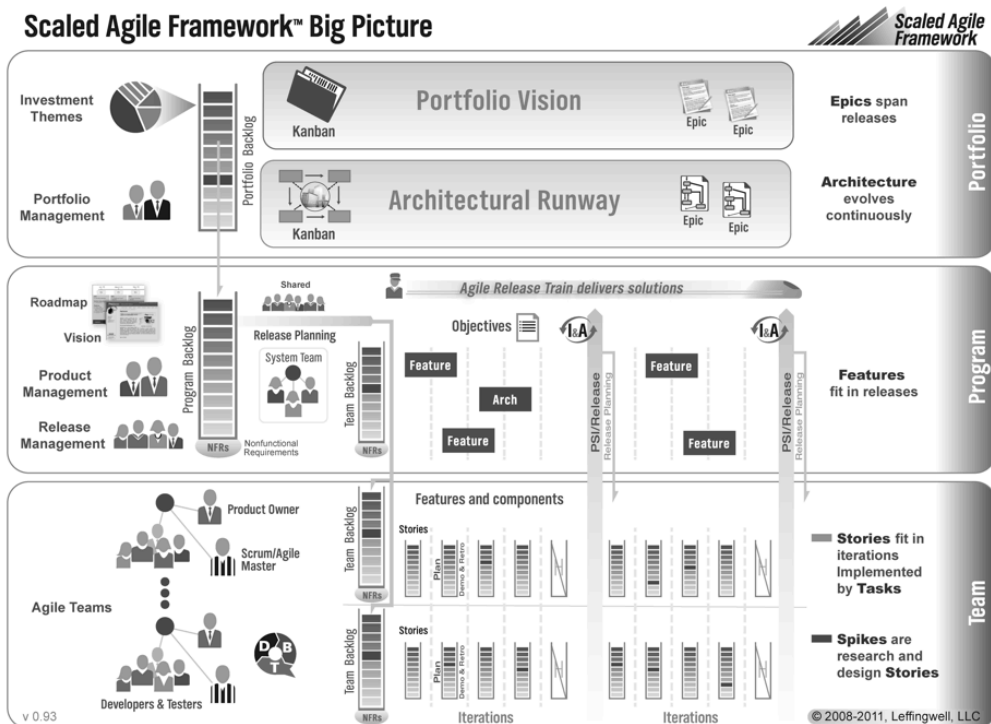 Scaled Agile Framework™ Big Picture
Scaled Agile
Framework
Investment
Themes
Portfolio
Management
Portfolio Backlog
Kanban
Portfolio Vision
Epic
Epic
Kanban
Architectural Runway
Epic
Epic
Epics span
releases
Architecture
evolves
continuously
Portfolio
Roadmap
Vision
Product
Management
Release
Management
Program Backlog
NFRs
Nonfunctional
Requirements
Shared
Release Planning
System Team
Team Backlog
NFRs
Agile Release Train delivers solutions
Objectives
Feature
Arch
Feature
I&A
PSI/Release
Release Planning
Feature
Feature
I&A
PSI/Release
Release Planning
Features
fit in releases
Program
Product Owner
Scrum/Agile
Master
Agile Teams
Developers & Testers
D
B
T
Team Backlog
NFRs
Team Backlog
NFRs
Features and components
Stories
Plan
Demo & Retro
H
H
Stories
Plan
Demo & Retro
H
H
Iterations
Iterations
Stories fit in
iterations
Implemented
by Tasks
Spikes are
research and
design Stories
Team
v 0.93
© 2008-2011, Leffingwell, LLC